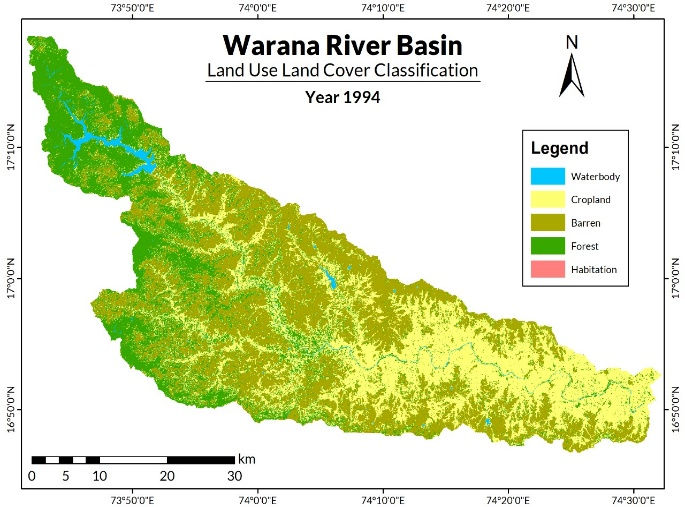 73°50'0"E 74°0'0"E 74°10'0"E 74°20'0"E 74°30'0"E
Warana River Basin
Land Use Land Cover Classification
Year 1994
N
17°10'0"N 17°10'0"N
Legend
Waterbody
Cropland
Barren
Forest
Habitation
17°0'0"N 17°0'0"N
16°50'0"N 16°50'0"N
km
0 5 10 20 30
73°50'0"E 74°0'0"E 74°10'0"E 74°20'0"E 74°30'0"E